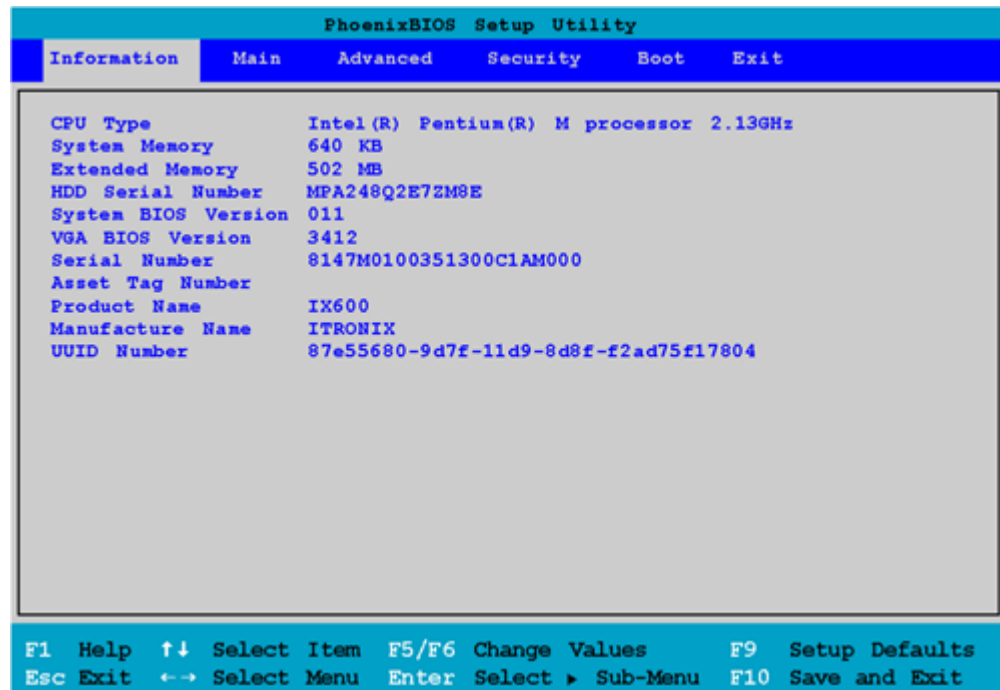 PhoenixBIOS Setup Utility
Information Main Advanced Security Boot Exit
CPU Type Intel(R) Pentium(R) M processor 2.13GHz
System Memory 640 KB
Extended Memory 502 MB
HDD Serial Number MPA248Q2E7ZM8E
System BIOS Version 011
VGA BIOS Version 3412
Serial Number 8147M0100351300C1AM000
Asset Tag Number
Product Name IX600
Manufacture Name ITRONIX
UUID Number 87e55680-9d7f-11d9-8d8f-f2ad75f17804
F1 Help ↑↓ Select Item F5/F6 Change Values F9 Setup Defaults
Esc Exit ←→ Select Menu Enter Select ▶ Sub-Menu F10 Save and Exit